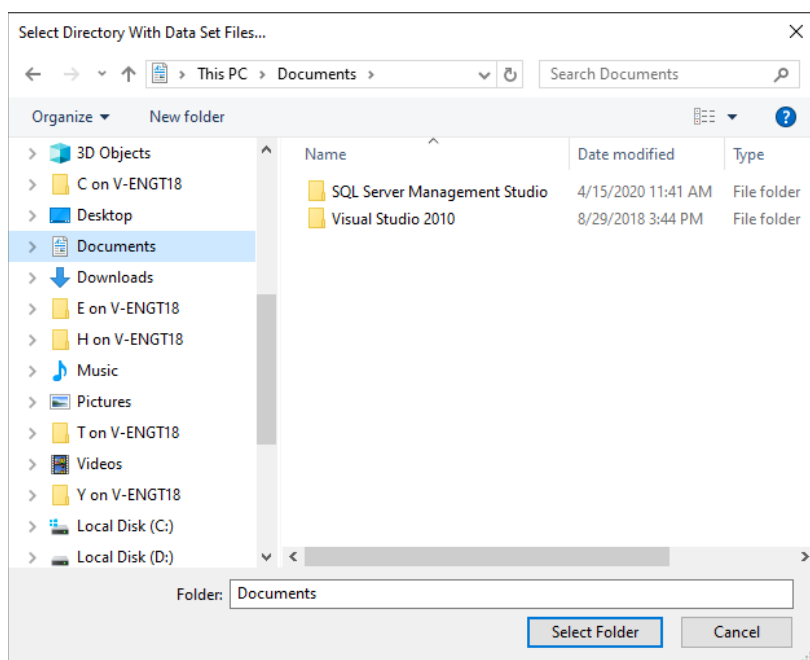 Select Directory With Data Set Files...
This PC > Documents >
Search Documents
Organize
New folder
?
3D Objects
C on V-ENGT18
Desktop
Documents
Downloads
E on V-ENGT18
H on V-ENGT18
Music
Pictures
T on V-ENGT18
Videos
Y on V-ENGT18
Local Disk (C:)
Local Disk (D:)
Name Date modified Type
SQL Server Management Studio 4/15/2020 11:41 AM File folder
Visual Studio 2010 8/29/2018 3:44 PM File folder
Folder: Documents
Select Folder Cancel